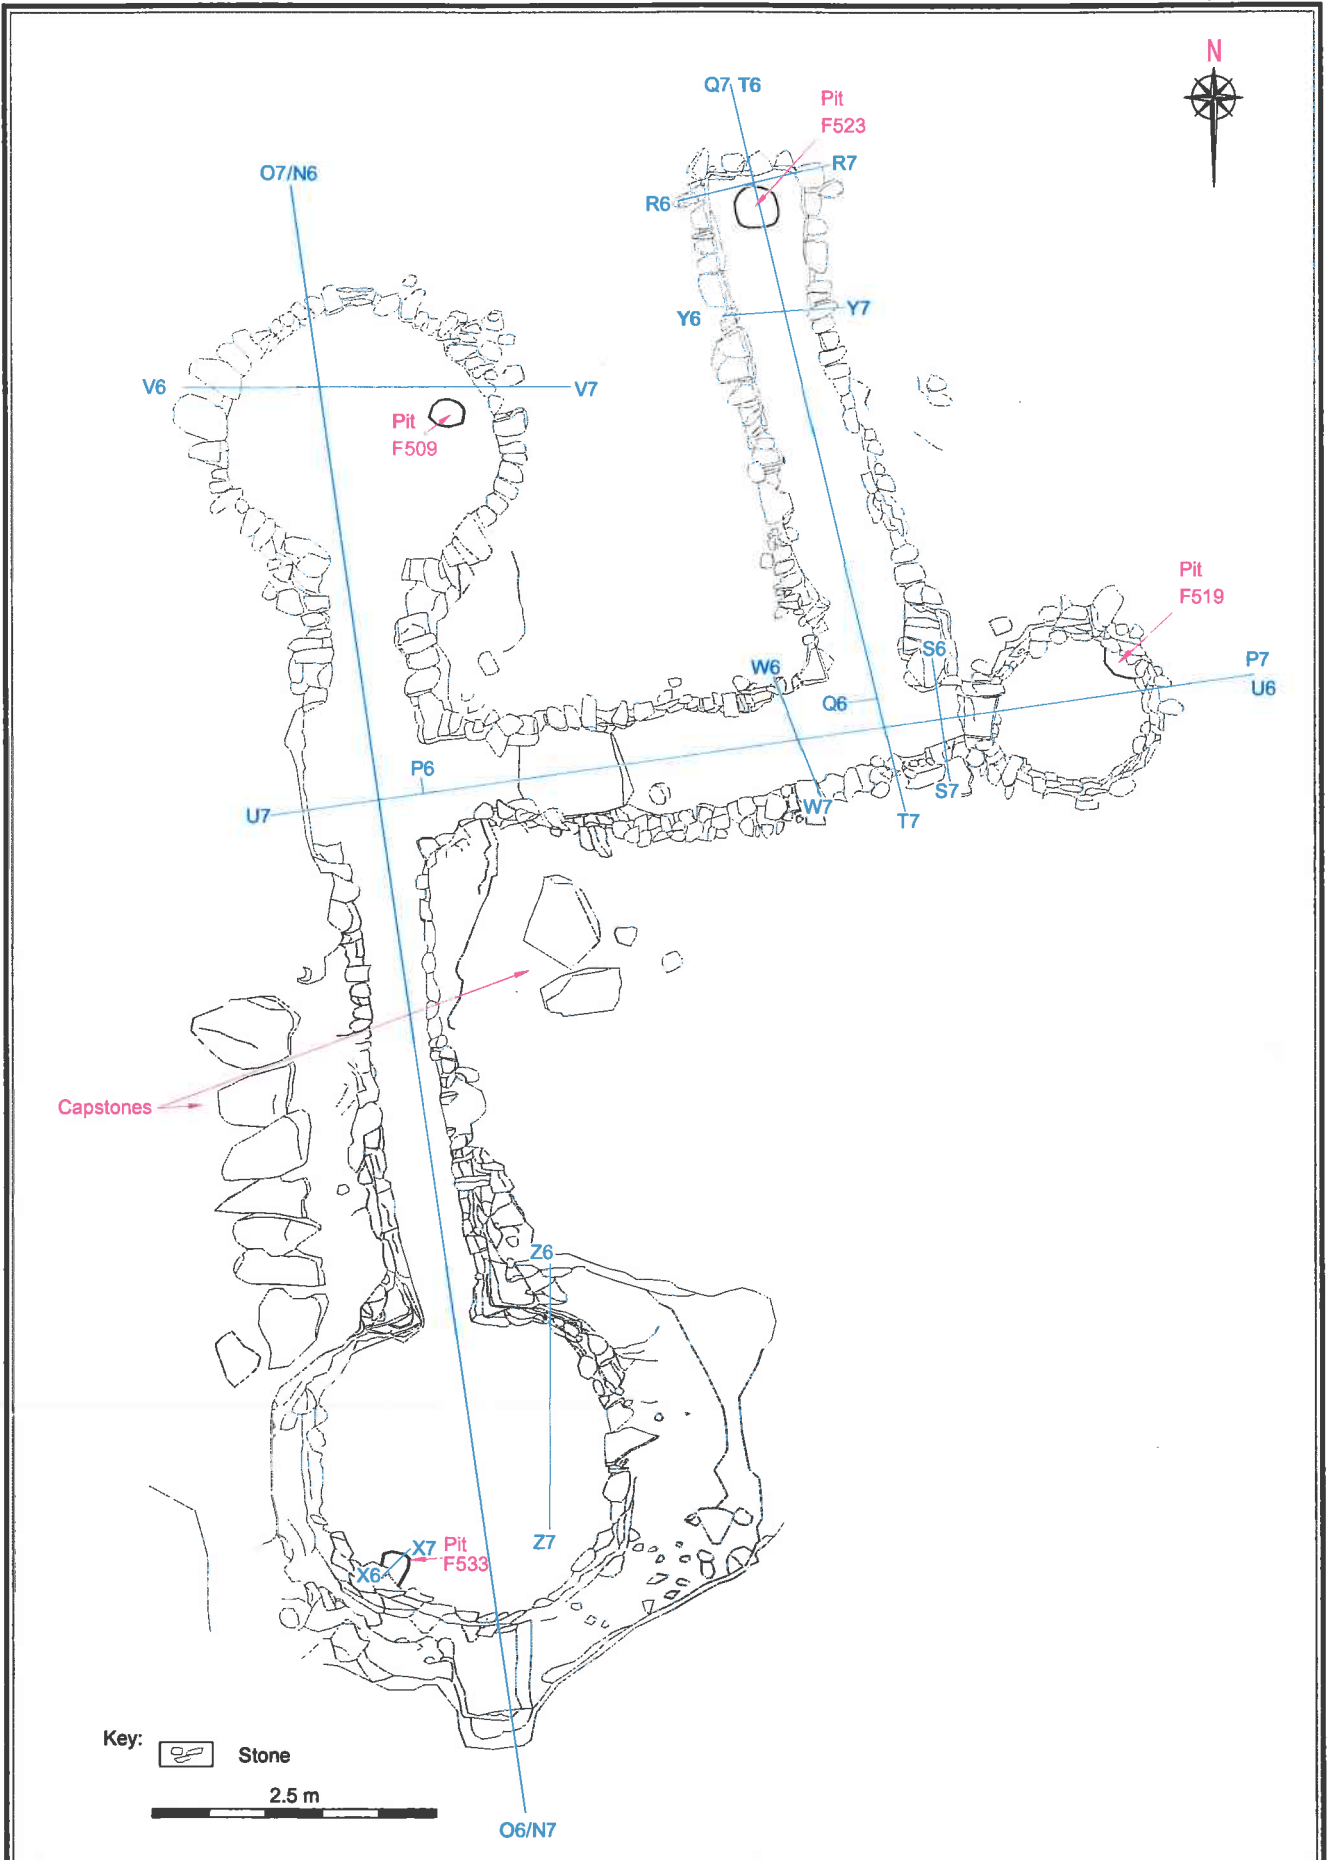 N
Q7 T6
Pit
F523
O7/N6
R7
R6
Y6
Y7
V6
V7
Pit
F509
Pit
F519
S6
W6
P7
U6
Q6
P6
U7
W7
S7
T7
Capstones
Z6
Z7
X7
Pit
F533
X6
Key:
Stone
2.5 m
O6/N7